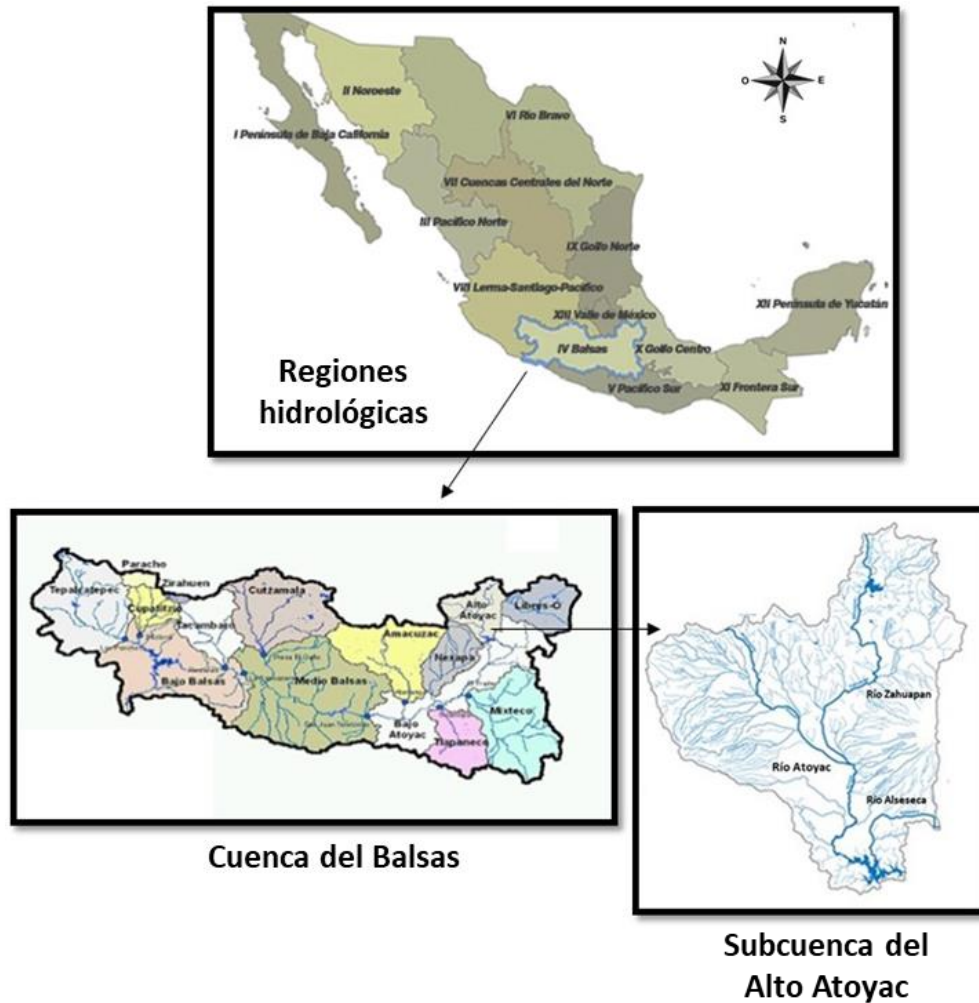 N
O
E
S
II Noroeste
I Península de Baja California
VI Río Bravo
VII Cuencas Centrales del Norte
III Pacífico Norte
IX Golfo Norte
VIII Lerma-Santiago-Pacífico
XIII Valle de México
XII Península de Yucatán
IV Balsas
X Golfo Centro
V Pacífico Sur
XI Frontera Sur
Regiones
hidrológicas
Paracho
Zirahuen
Tepalcatepec
Cupatitzio
Tacambaro
Cutzamala
Alto
Atoyac
Libres-O
Amacuzac
Nexapa
Bajo Balsas
Medio Balsas
Mixteco
Bajo
Atoyac
Tlapaneco
Cuenca del Balsas
Río Zahuapan
Río Atoyac
Río Alseseca
Subcuenca del
Alto Atoyac